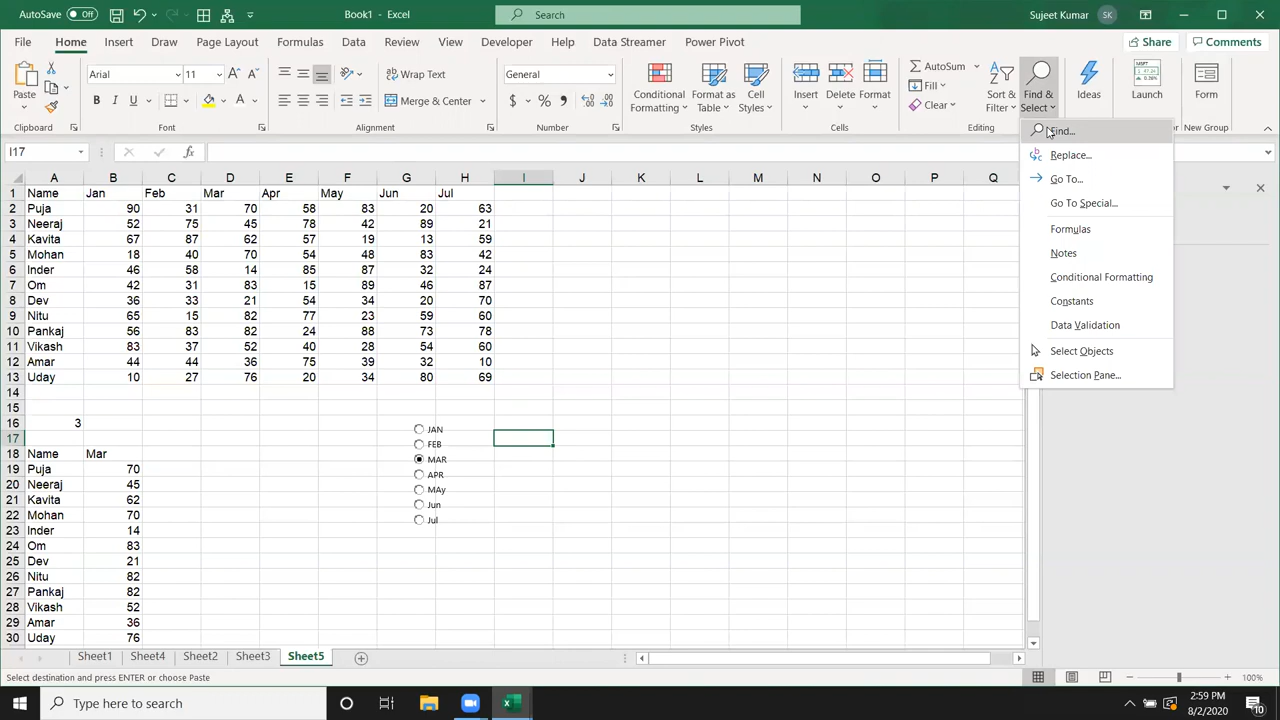 AutoSave Off Book1 - Excel Search Sujeet Kumar SK
File Home Insert Draw Page Layout Formulas Data Review View Developer Help Data Streamer Power Pivot Share Comments
Paste Arial 11 A A Wrap Text General Conditional Formatting Format as Table Cell Styles Insert Delete Format AutoSum Fill Clear Sort & Filter Find & Select Ideas Launch Form
B I U A Merge & Center $ % ,
Clipboard Font Alignment Number Styles Cells Editing New Group
I17 fx
Find...
Replace...
Go To...
Go To Special...
Formulas
Notes
Conditional Formatting
Constants
Data Validation
Select Objects
Selection Pane...
A B C D E F G H I J K L M N O P Q
1 Name Jan Feb Mar Apr May Jun Jul
2 Puja 90 31 70 58 83 20 63
3 Neeraj 52 75 45 78 42 89 21
4 Kavita 67 87 62 57 19 13 59
5 Mohan 18 40 70 54 48 83 42
6 Inder 46 58 14 85 87 32 24
7 Om 42 31 83 15 89 46 87
8 Dev 36 33 21 54 34 20 70
9 Nitu 65 15 82 77 23 59 60
10 Pankaj 56 83 82 24 88 73 78
11 Vikash 83 37 52 40 28 54 60
12 Amar 44 44 36 75 39 32 10
13 Uday 10 27 76 20 34 80 69
14
15
16 3 JAN
17 FEB
18 Name Mar MAR
19 Puja 70 APR
20 Neeraj 45 MAy
21 Kavita 62 Jun
22 Mohan 70 Jul
23 Inder 14
24 Om 83
25 Dev 21
26 Nitu 82
27 Pankaj 82
28 Vikash 52
29 Amar 36
30 Uday 76
Sheet1 Sheet4 Sheet2 Sheet3 Sheet5
Select destination and press ENTER or choose Paste 100%
Type here to search 2:59 PM
8/2/2020 10